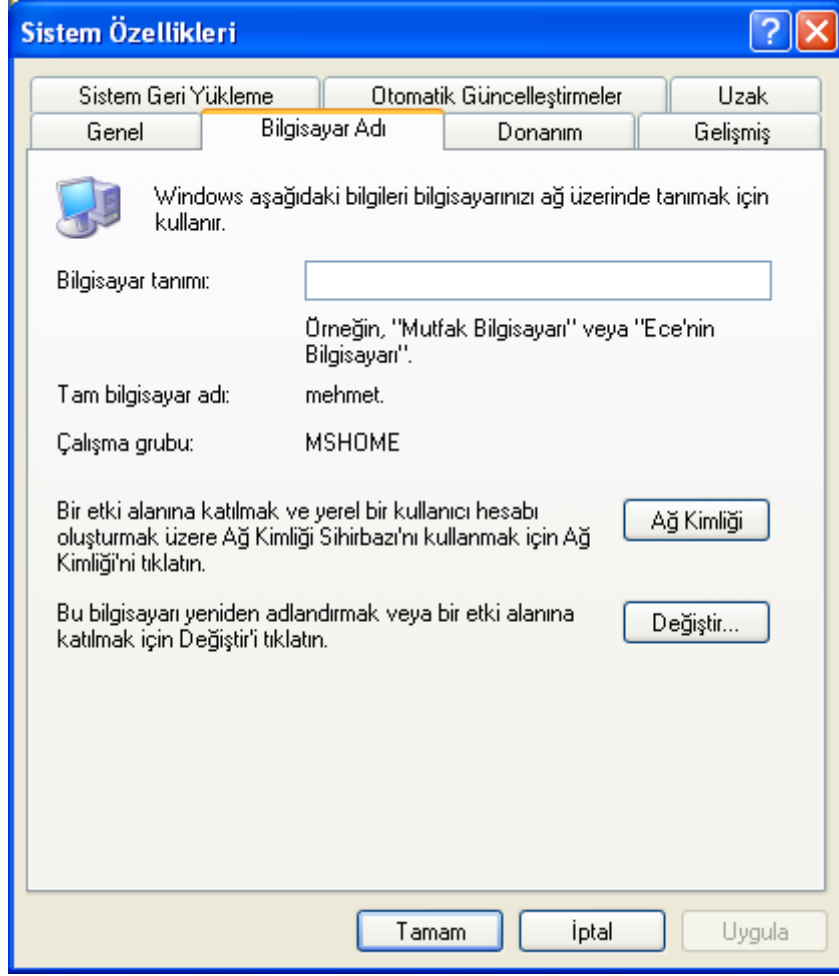 Sistem Özellikleri
Sistem Geri Yükleme Otomatik Güncelleştirmeler Uzak
Genel Bilgisayar Adı Donanım Gelişmiş
Windows aşağıdaki bilgileri bilgisayarınızı ağ üzerinde tanımak için
kullanır.
Bilgisayar tanımı:
Örneğin, "Mutfak Bilgisayarı" veya "Ece'nin
Bilgisayarı".
Tam bilgisayar adı: mehmet.
Çalışma grubu: MSHOME
Bir etki alanına katılmak ve yerel bir kullanıcı hesabı
oluşturmak üzere Ağ Kimliği Sihirbazı'nı kullanmak için Ağ
Kimliği'ni tıklatın.
Ağ Kimliği
Bu bilgisayarı yeniden adlandırmak veya bir etki alanına
katılmak için Değiştir'i tıklatın.
Değiştir...
Tamam İptal Uygula